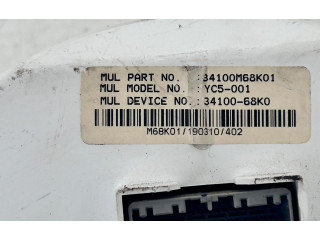 MUL PART NO. :34100M68K01
MUL MODEL NO. :YC5-001
MUL DEVICE NO.:34100-68K0
M68K01/190310/402